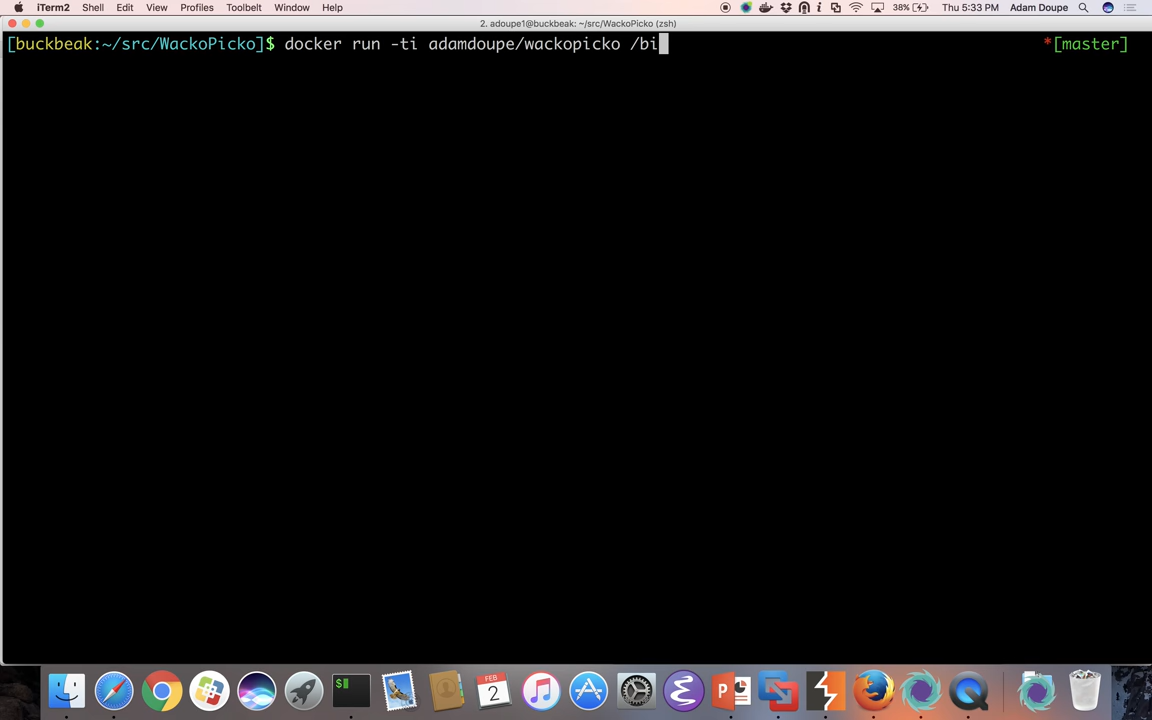 iTerm2 Shell Edit View Profiles Toolbelt Window Help 38% Thu 5:33 PM Adam Doupe
2. adoupe1@buckbeak: ~/src/WackoPicko (zsh)
[buckbeak:~/src/WackoPicko]$ docker run -ti adamdoupe/wackopicko /bi *[master]
$
FEB
2